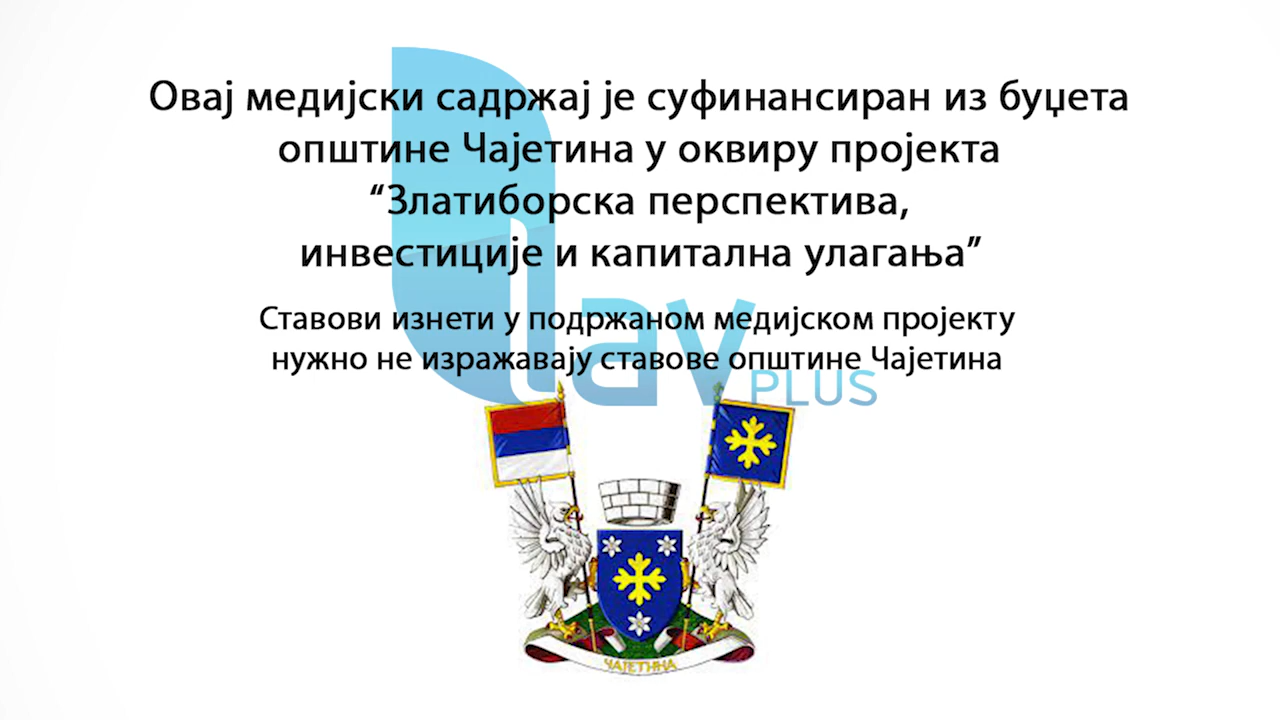 Овај медијски садржај је суфинансиран из буџета
општине Чајетина у оквиру пројекта
“Златиборска перспектива,
инвестиције и капитална улагања”
Ставови изнети у подржаном медијском пројекту
нужно не изражавају ставове општине Чајетина
lav
PLUS
ЧАЈЕТИНА